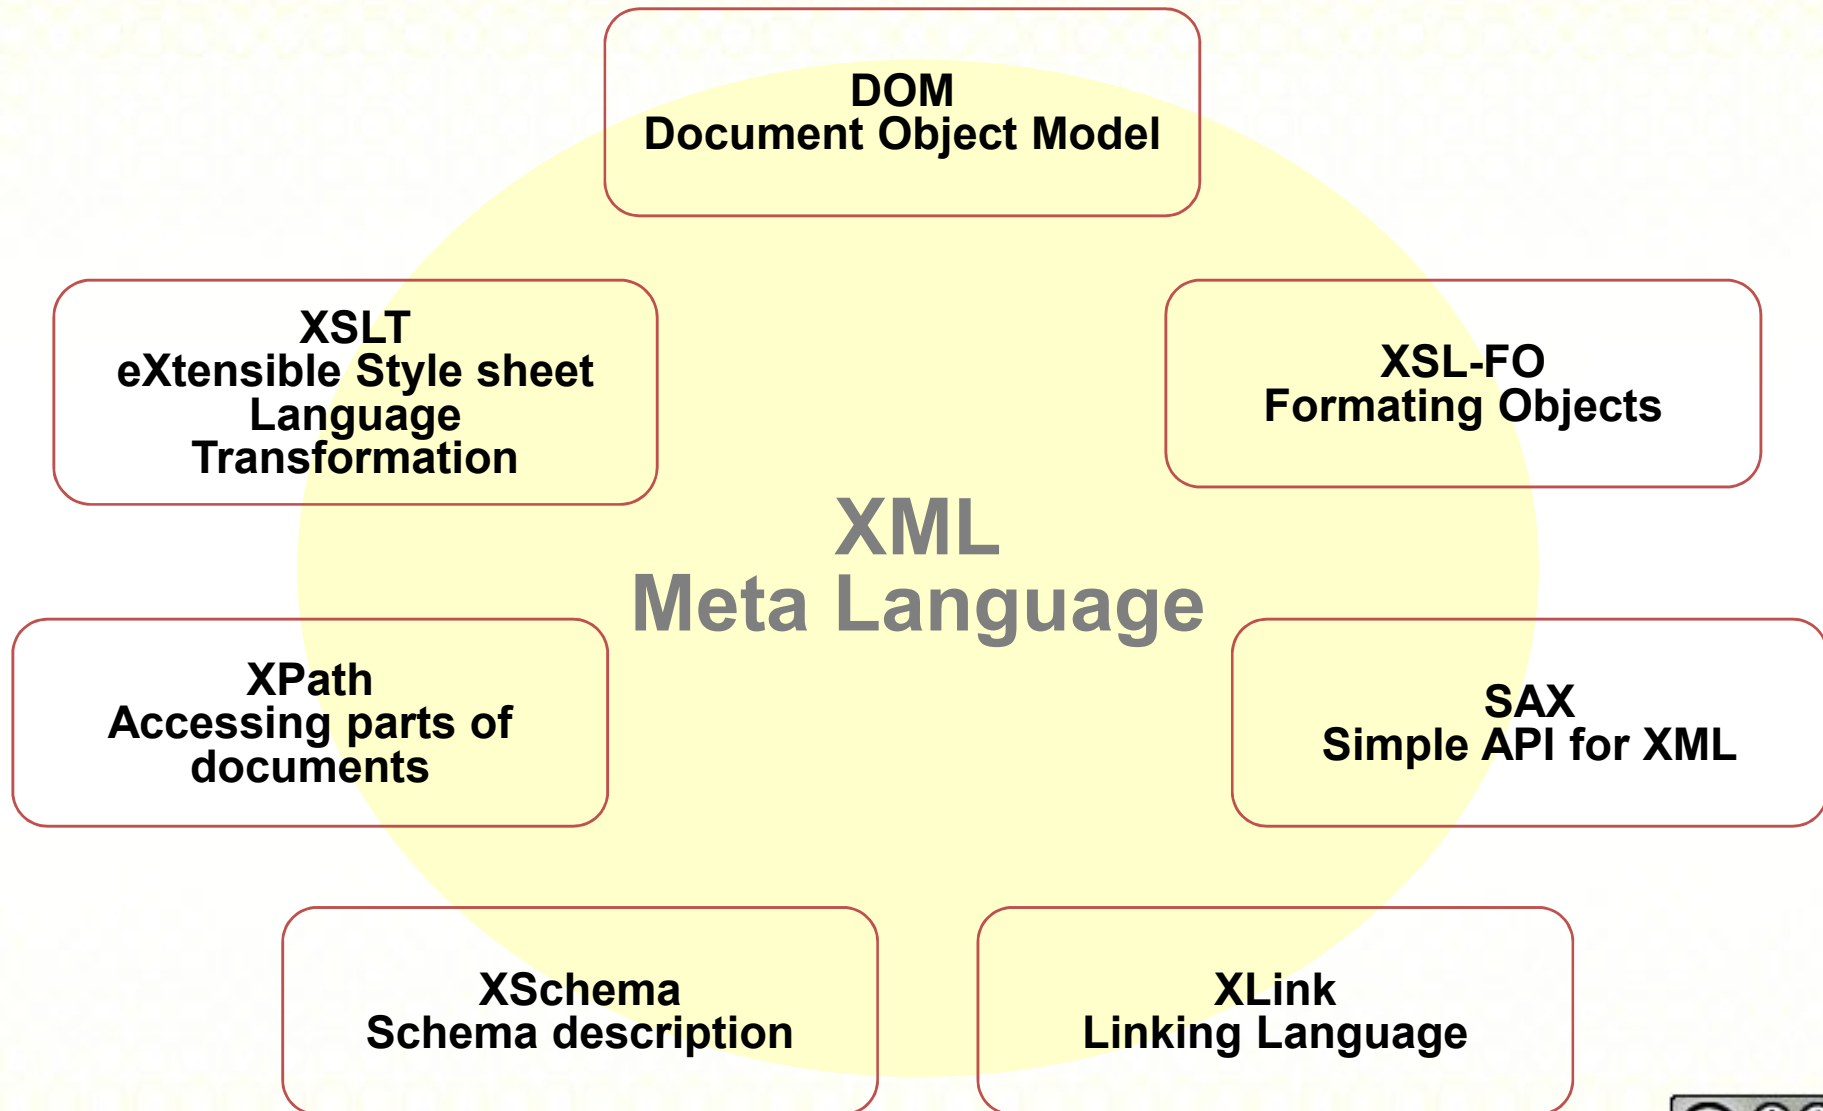 DOM
Document Object Model
XSLT
eXtensible Style sheet
Language
Transformation
XSL-FO
Formating Objects
XML
Meta Language
XPath
Accessing parts of
documents
SAX
Simple API for XML
XSchema
Schema description
XLink
Linking Language